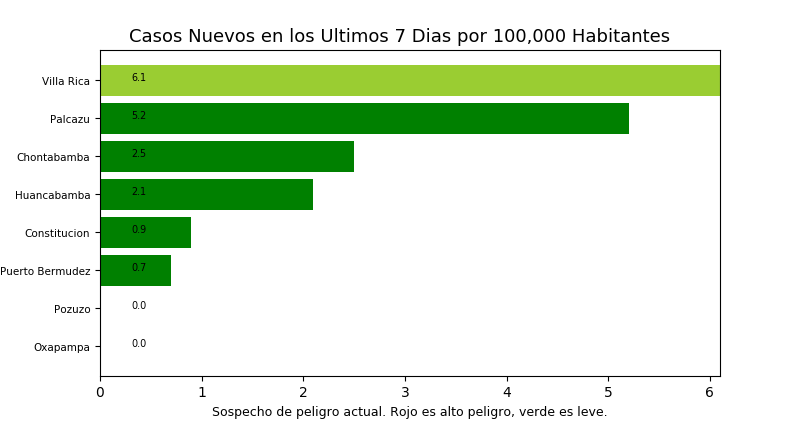 Casos Nuevos en los Ultimos 7 Dias por 100,000 Habitantes
Villa Rica 6.1
Palcazu 5.2
Chontabamba 2.5
Huancabamba 2.1
Constitucion 0.9
Puerto Bermudez 0.7
Pozuzo 0.0
Oxapampa 0.0
0 1 2 3 4 5 6
Sospecho de peligro actual. Rojo es alto peligro, verde es leve.